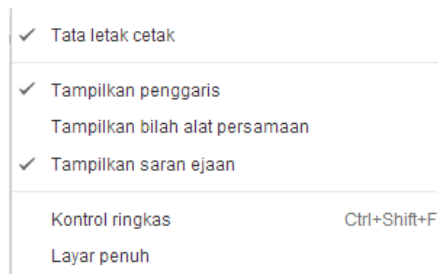 Tata letak cetak
Tampilkan penggaris
Tampilkan bilah alat persamaan
Tampilkan saran ejaan
Kontrol ringkas Ctrl+Shift+F
Layar penuh